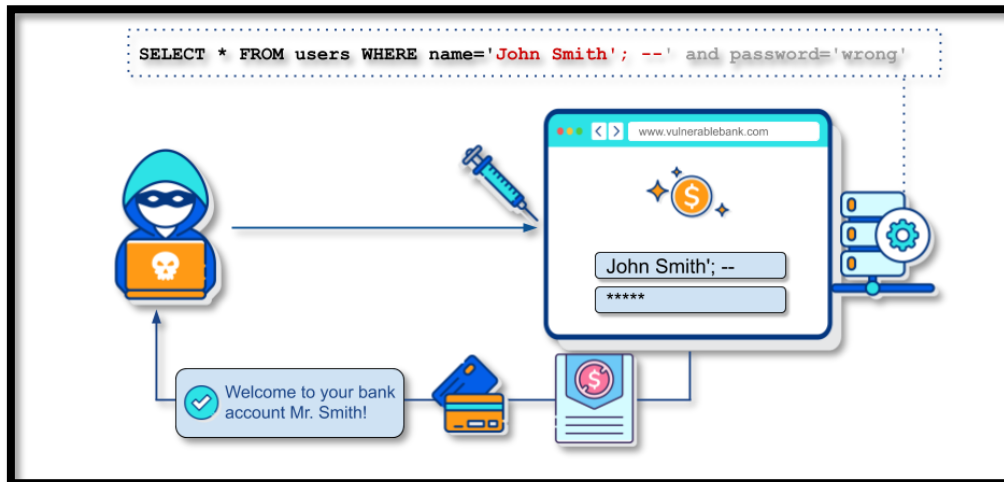 SELECT * FROM users WHERE name='John Smith'; --' and password='wrong'
www.vulnerablebank.com
$
John Smith'; --
*****
$
Welcome to your bank
account Mr. Smith!